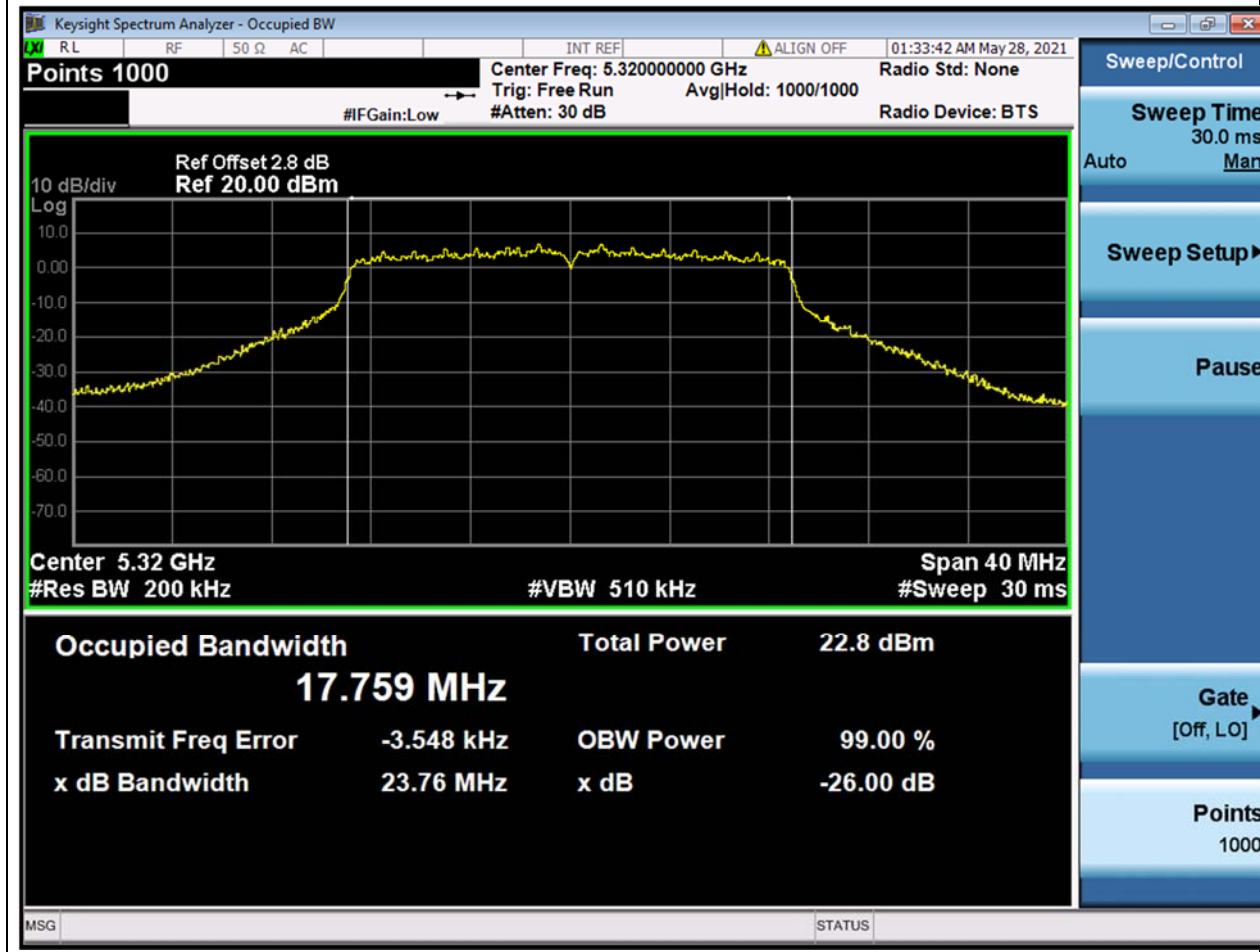 Keysight Spectrum Analyzer - Occupied BW
LXI RL RF 50 Ω AC INT REF ALIGN OFF 01:33:42 AM May 28, 2021
Points 1000
Center Freq: 5.320000000 GHz Radio Std: None
Trig: Free Run Avg|Hold: 1000/1000
#IFGain:Low #Atten: 30 dB Radio Device: BTS
Ref Offset 2.8 dB
10 dB/div Ref 20.00 dBm
Log
10.0
0.00
-10.0
-20.0
-30.0
-40.0
-50.0
-60.0
-70.0
Center 5.32 GHz Span 40 MHz
#Res BW 200 kHz #VBW 510 kHz #Sweep 30 ms
Occupied Bandwidth Total Power 22.8 dBm
17.759 MHz
Transmit Freq Error -3.548 kHz OBW Power 99.00 %
x dB Bandwidth 23.76 MHz x dB -26.00 dB
MSG STATUS
Sweep/Control
Sweep Time
30.0 ms
Auto Man
Sweep Setup
Pause
Gate
[Off, LO]
Points
1000